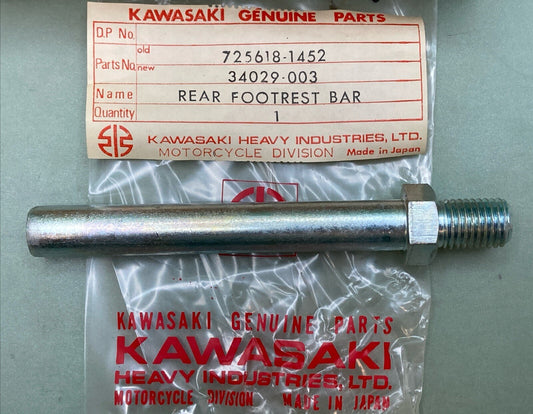 KAWASAKI GENUINE PARTS
D.P No.
Parts No. old 725618-1452
new 34029-003
Name REAR FOOTREST BAR
Quantity 1
KAWASAKI HEAVY INDUSTRIES, LTD.
MOTORCYCLE DIVISION Made in Japan
KAWASAKI GENUINE PARTS
KAWASAKI
HEAVY INDUSTRIES, LTD.
MOTORCYCLE DIVISION MADE IN JAPAN